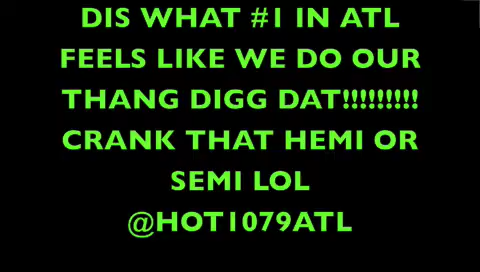 DIS WHAT #1 IN ATL
FEELS LIKE WE DO OUR
THANG DIGG DAT!!!!!!!!!
CRANK THAT HEMI OR
SEMI LOL
@HOT1079ATL